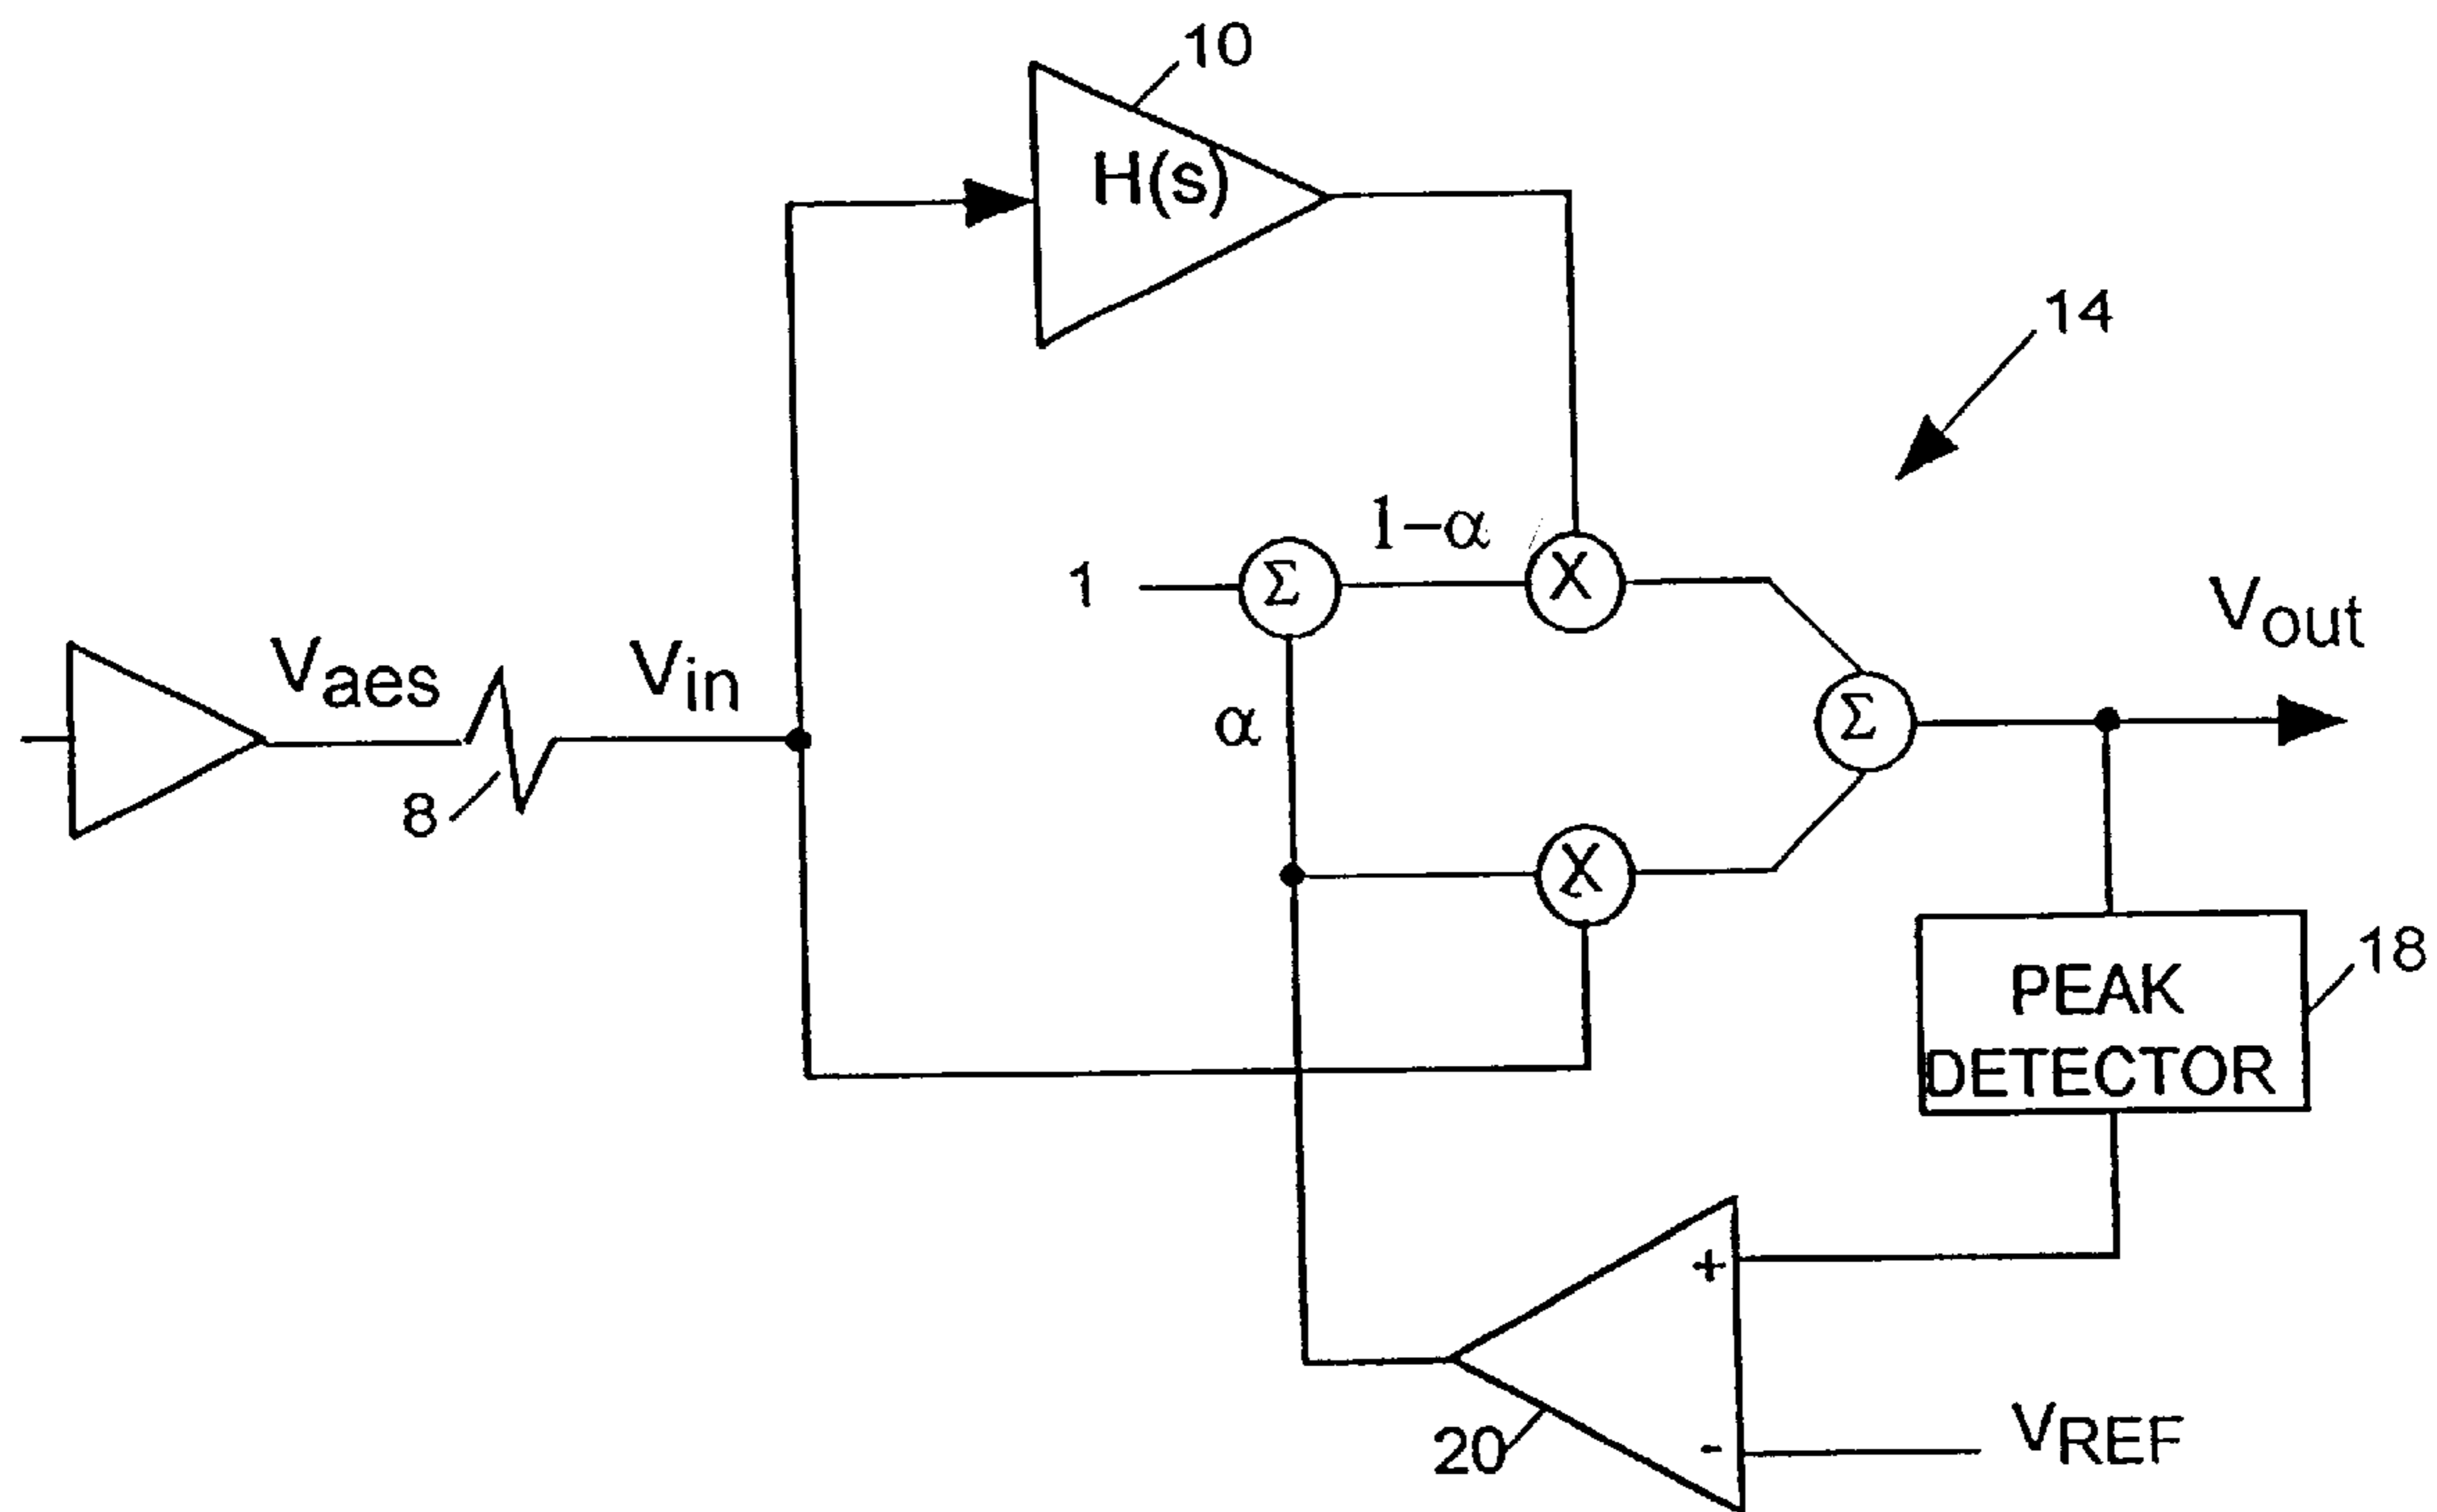 10
H(s)
14
1–α
1
Σ
X
Vout
Vaes
Vin
α
Σ
8
X
18
PEAK
DETECTOR
+
20
-
VREF